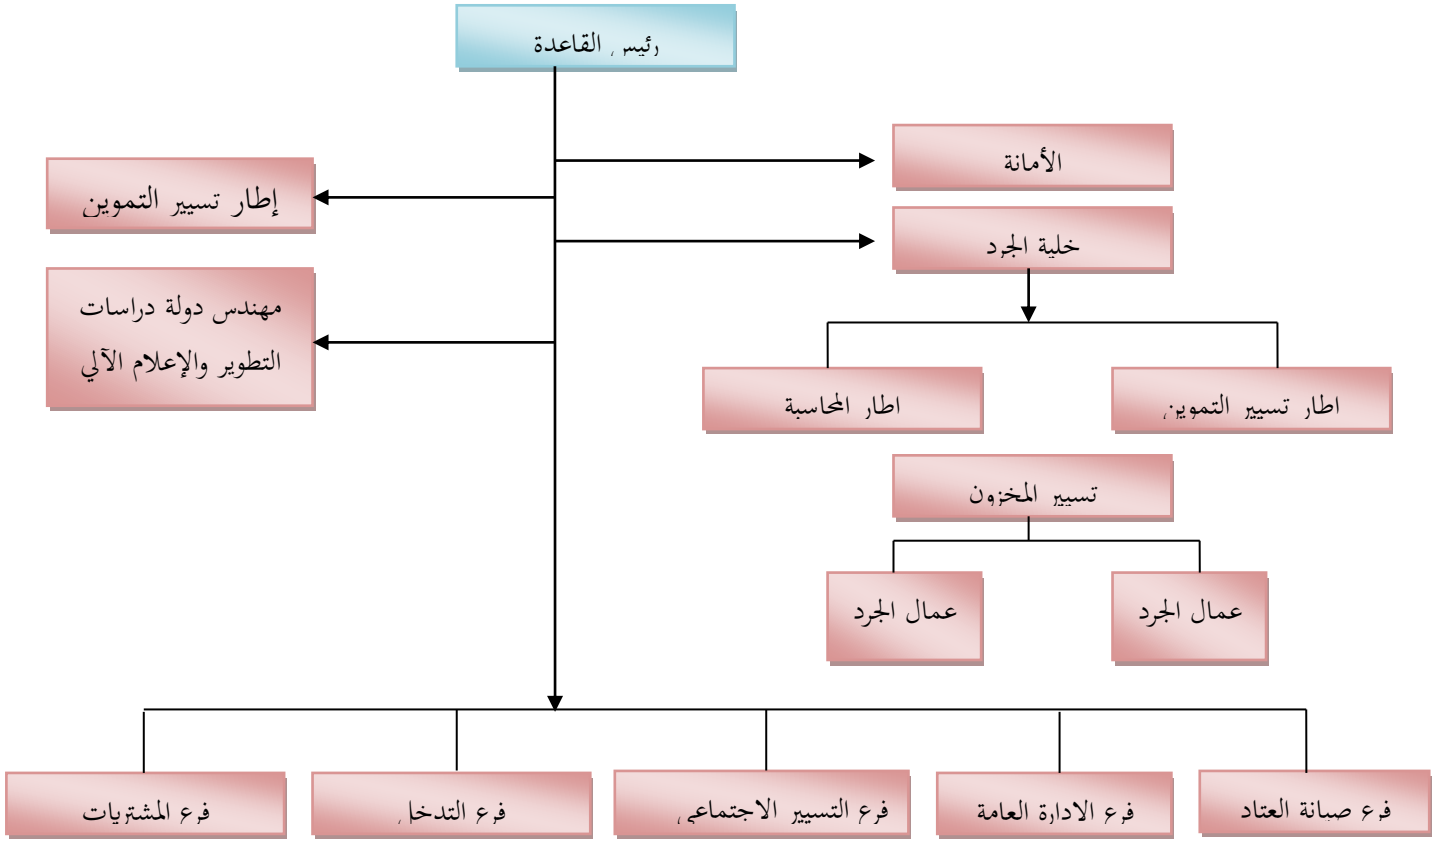 رئيس القاعدة
الأمانة
إطار تسيير التموين
خلية الجرد
مهندس دولة دراسات
التطوير والإعلام الآلي
اطار تسيير التموين
اطار المحاسبة
تسيير المخزون
عمال الجرد
عمال الجرد
فرع صيانة العتاد
فرع الادارة العامة
فرع التسيير الاجتماعي
فرع التدخل
فرع المشتريات